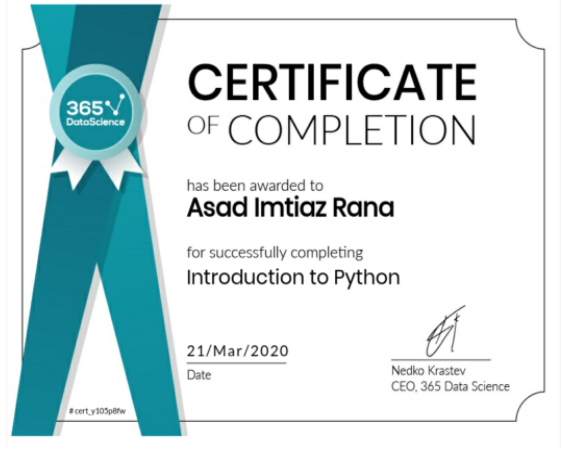 365
DataScience
CERTIFICATE
OF COMPLETION
has been awarded to
Asad Imtiaz Rana
for successfully completing
Introduction to Python
21/Mar/2020
Date
Nedko Krastev
CEO, 365 Data Science
#cert_y105p8fw